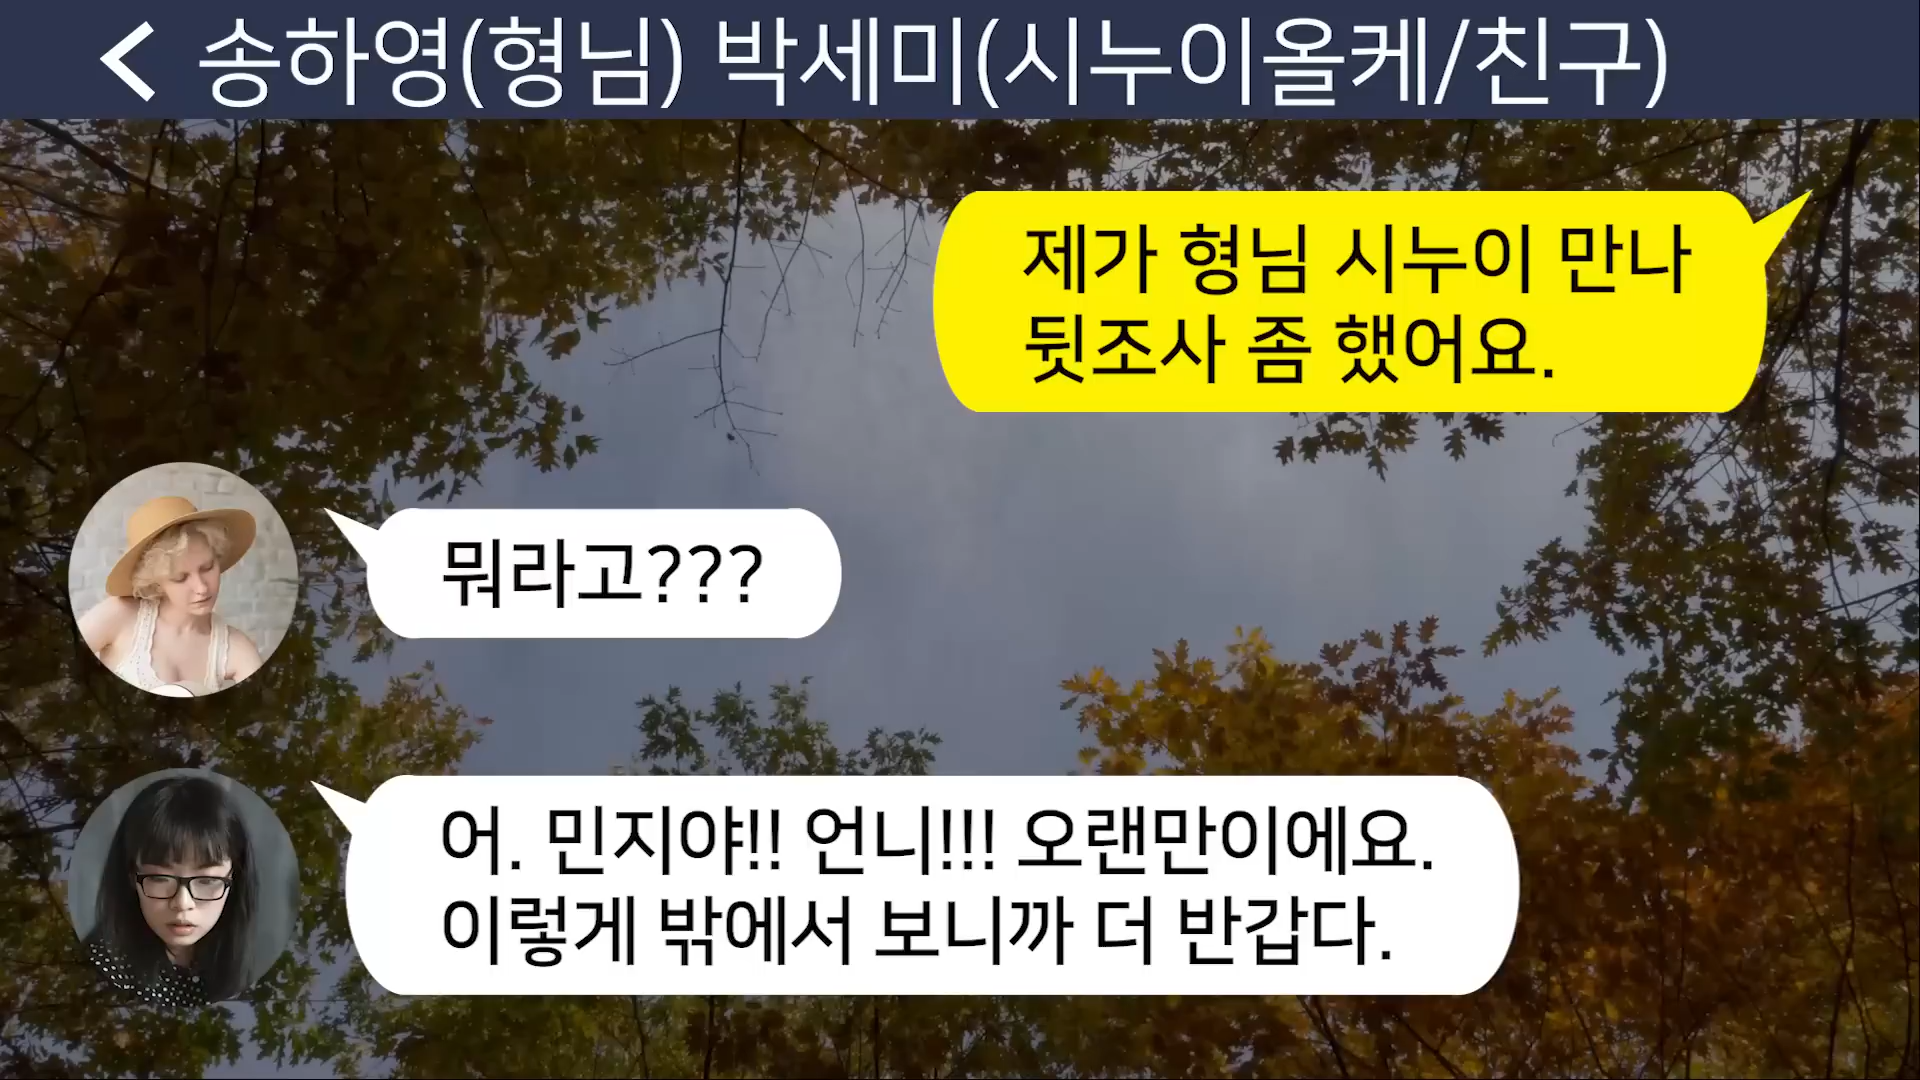 송하영(형님) 박세미(시누이올케/친구)
제가 형님 시누이 만나
뒷조사 좀 했어요.
뭐라고???
어. 민지야!! 언니!!! 오랜만이에요.
이렇게 밖에서 보니까 더 반갑다.